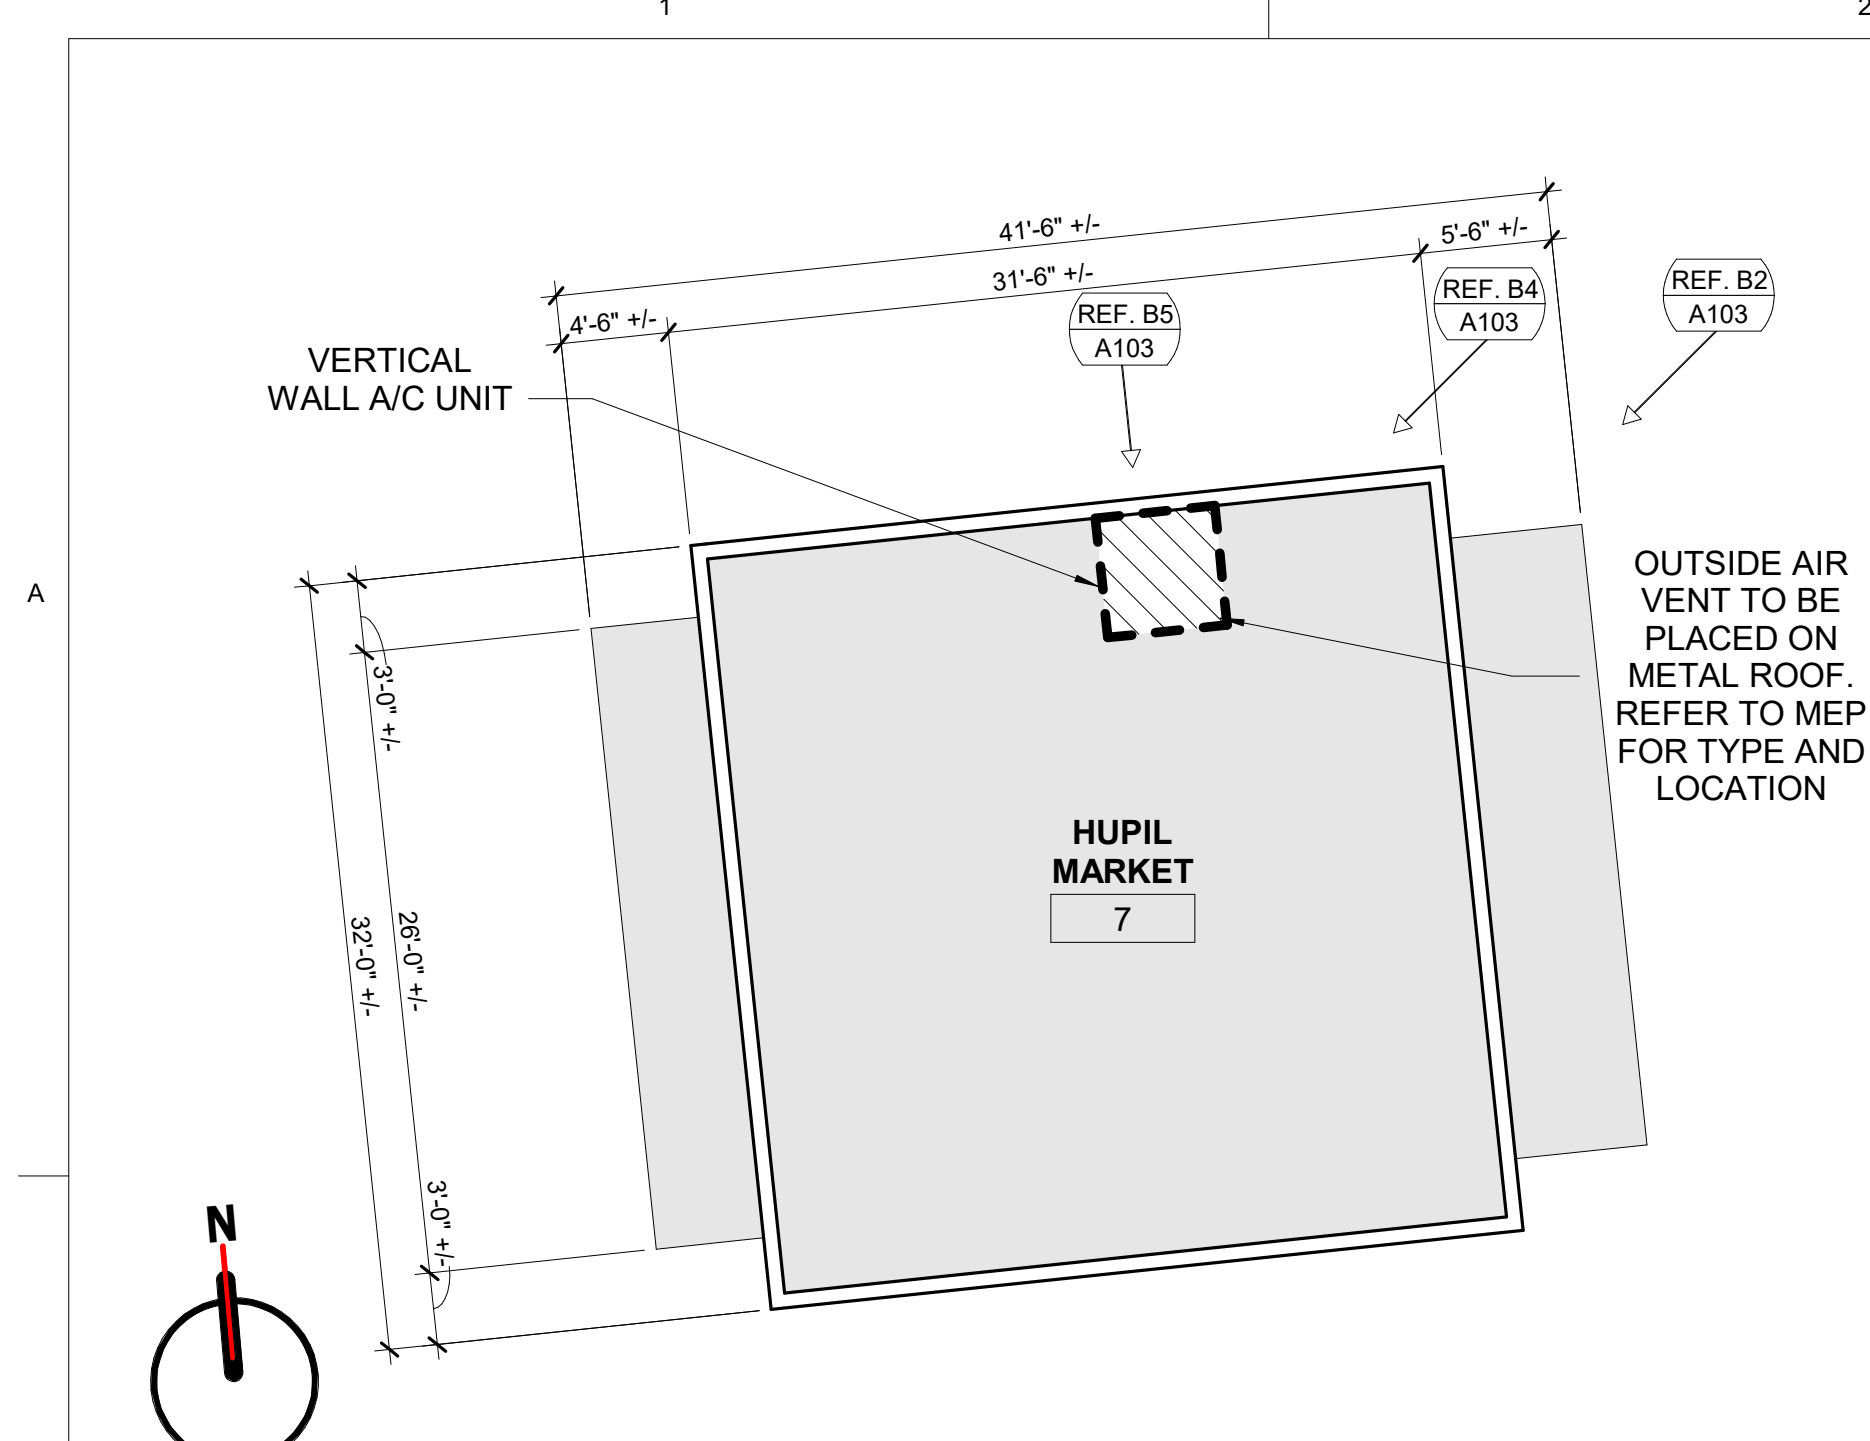 1
2
41'-6" +/-
5'-6" +/-
31'-6" +/-
4'-6" +/-
REF. B5
A103
REF. B4
A103
REF. B2
A103
VERTICAL
WALL A/C UNIT
A
OUTSIDE AIR
VENT TO BE
PLACED ON
METAL ROOF.
REFER TO MEP
FOR TYPE AND
LOCATION
3'-0" +/-
HUPIL
MARKET
7
32'-0" +/-
26'-0" +/-
3'-0" +/-
N